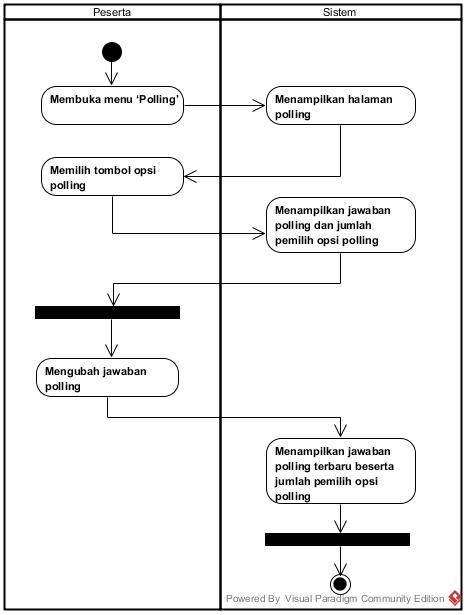 Peserta
Sistem
Membuka menu ‘Polling’
Menampilkan halaman
polling
Memilih tombol opsi
polling
Menampilkan jawaban
polling dan jumlah
pemilih opsi polling
Mengubah jawaban
polling
Menampilkan jawaban
polling terbaru beserta
jumlah pemilih opsi
polling
Powered By Visual Paradigm Community Edition